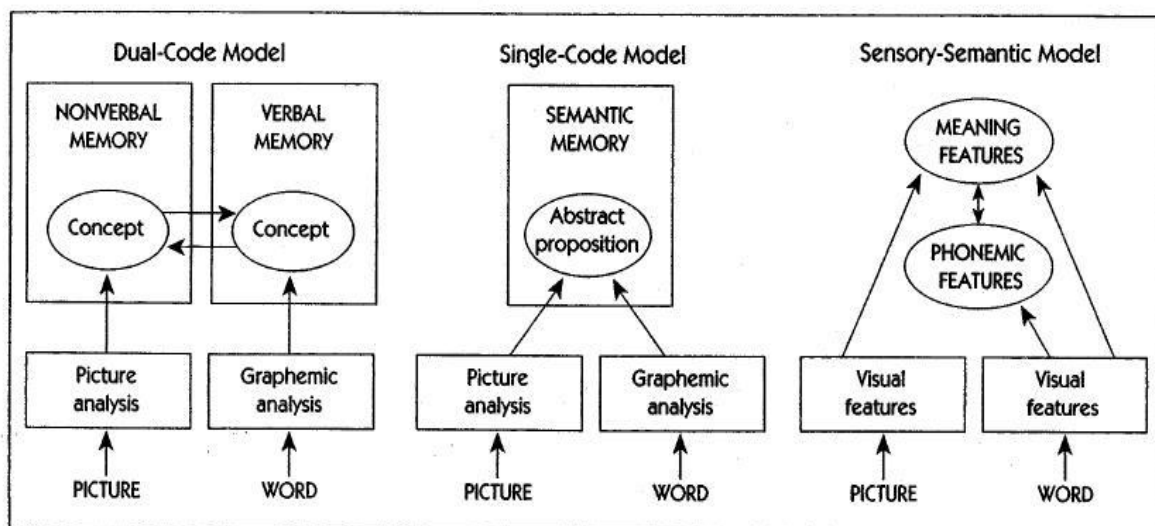 Dual-Code Model
NONVERBAL
MEMORY
VERBAL
MEMORY
Concept
Concept
Picture
analysis
Graphemic
analysis
PICTURE
WORD
Single-Code Model
SEMANTIC
MEMORY
Abstract
proposition
Picture
analysis
Graphemic
analysis
PICTURE
WORD
Sensory-Semantic Model
MEANING
FEATURES
PHONEMIC
FEATURES
Visual
features
Visual
features
PICTURE
WORD